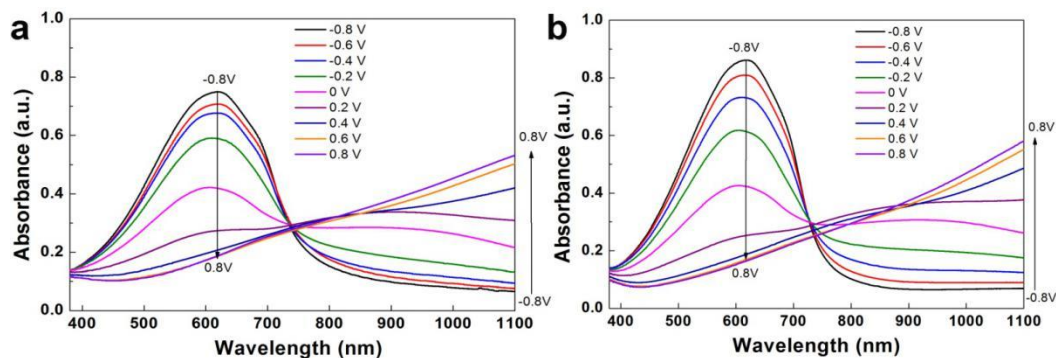 a
Absorbance (a.u.)
1.0
0.8
0.6
0.4
0.2
0.0
400 500 600 700 800 900 1000 1100
Wavelength (nm)
-0.8V
0.8V
-0.8 V
-0.6 V
-0.4 V
-0.2 V
0 V
0.2 V
0.4 V
0.6 V
0.8 V
0.8V
-0.8V
b
Absorbance (a.u.)
1.0
0.8
0.6
0.4
0.2
0.0
400 500 600 700 800 900 1000 1100
Wavelength (nm)
-0.8V
0.8V
-0.8 V
-0.6 V
-0.4 V
-0.2 V
0 V
0.2 V
0.4 V
0.6 V
0.8 V
0.8V
-0.8V